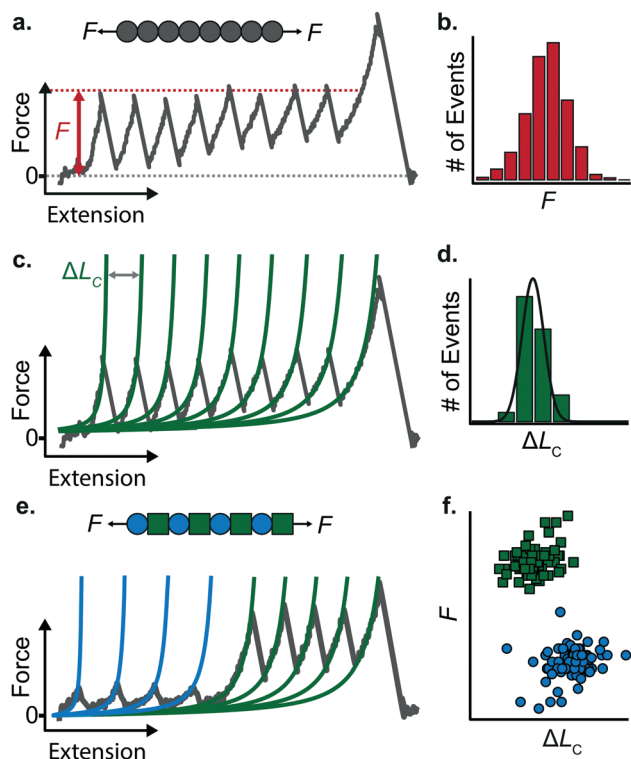 a.
F F
Force
F
0
Extension
b.
# of Events
F
c.
ΔLC
Force
0
Extension
d.
# of Events
ΔLC
e.
F F
Force
0
Extension
f.
F
ΔLC